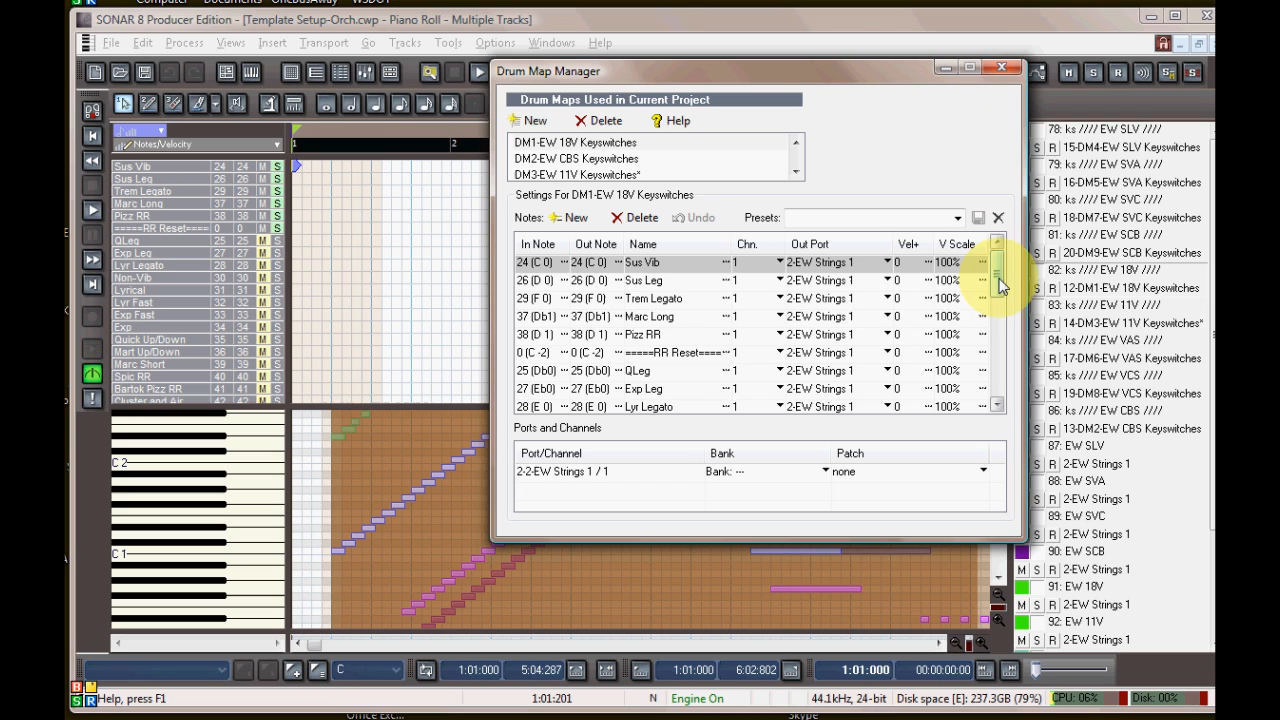 SONAR 8 Producer Edition - [Template Setup-Orch.cwp - Piano Roll - Multiple Tracks]
File Edit Process Views Insert Transport Go Tracks Tools Options Windows Help
Drum Map Manager
Drum Maps Used in Current Project
New Delete Help
DM1-EW 18V Keyswitches
DM2-EW CBS Keyswitches
DM3-EW 11V Keyswitches*
Settings For DM1-EW 18V Keyswitches
Notes: New Delete Undo Presets:
In Note Out Note Name Chn. Out Port Vel+ V Scale
24 (C 0) 24 (C 0) Sus Vib 1 2-EW Strings 1 0 100%
26 (D 0) 26 (D 0) Sus Leg 1 2-EW Strings 1 0 100%
29 (F 0) 29 (F 0) Trem Legato 1 2-EW Strings 1 0 100%
37 (Db1) 37 (Db1) Marc Long 1 2-EW Strings 1 0 100%
38 (D 1) 38 (D 1) Pizz RR 1 2-EW Strings 1 0 100%
0 (C -2) 0 (C -2) =====RR Reset==== 1 2-EW Strings 1 0 100%
25 (Db0) 25 (Db0) QLeg 1 2-EW Strings 1 0 100%
27 (Eb0) 27 (Eb0) Exp Leg 1 2-EW Strings 1 0 100%
28 (E 0) 28 (E 0) Lyr Legato 1 2-EW Strings 1 0 100%
Ports and Channels
Port/Channel Bank Patch
2-2-EW Strings 1 / 1 Bank: --- none
Notes/Velocity
1 2
Sus Vib 24 24 M S
Sus Leg 26 26 M S
Trem Legato 29 29 M S
Marc Long 37 37 M S
Pizz RR 38 38 M S
=====RR Reset==== 0 0 M S
QLeg 25 25 M S
Exp Leg 27 27 M S
Lyr Legato 28 28 M S
Non-Vib 30 30 M S
Lyrical 31 31 M S
Lyr Fast 32 32 M S
Exp Fast 33 33 M S
Exp 34 34 M S
Quick Up/Down 35 35 M S
Mart Up/Down 36 36 M S
Marc Short 39 39 M S
Spic RR 40 40 M S
Bartok Pizz RR 41 41 M S
Cluster and Air 42 42 M S
C 2
C 1
M S R
78: ks //// EW SLV ////
S R 15-DM4-EW SLV Keyswitches
79: ks //// EW SVA ////
S R 16-DM5-EW SVA Keyswitches
80: ks //// EW SVC ////
S R 18-DM7-EW SVC Keyswitches
81: ks //// EW SCB ////
S R 20-DM9-EW SCB Keyswitches
82: ks //// EW 18V ////
S R 12-DM1-EW 18V Keyswitches
83: ks //// EW 11V ////
S R 14-DM3-EW 11V Keyswitches*
84: ks //// EW VAS ////
S R 17-DM6-EW VAS Keyswitches
85: ks //// EW VCS ////
S R 19-DM8-EW VCS Keyswitches
86: ks //// EW CBS ////
S R 13-DM2-EW CBS Keyswitches
87: EW SLV
S R 2-EW Strings 1
88: EW SVA
S R 2-EW Strings 1
89: EW SVC
S R 2-EW Strings 1
90: EW SCB
M S R 2-EW Strings 1
91: EW 18V
M S R 2-EW Strings 1
92: EW 11V
M S R 2-EW Strings 1
C 1:01:000 5:04:287 1:01:000 6:02:802 1:01:000 00:00:00:00
B
S R Help, press F1 1:01:201 N Engine On 44.1kHz, 24-bit Disk space [E]: 237.3GB (79%) CPU: 06% Disk: 00%
Skype